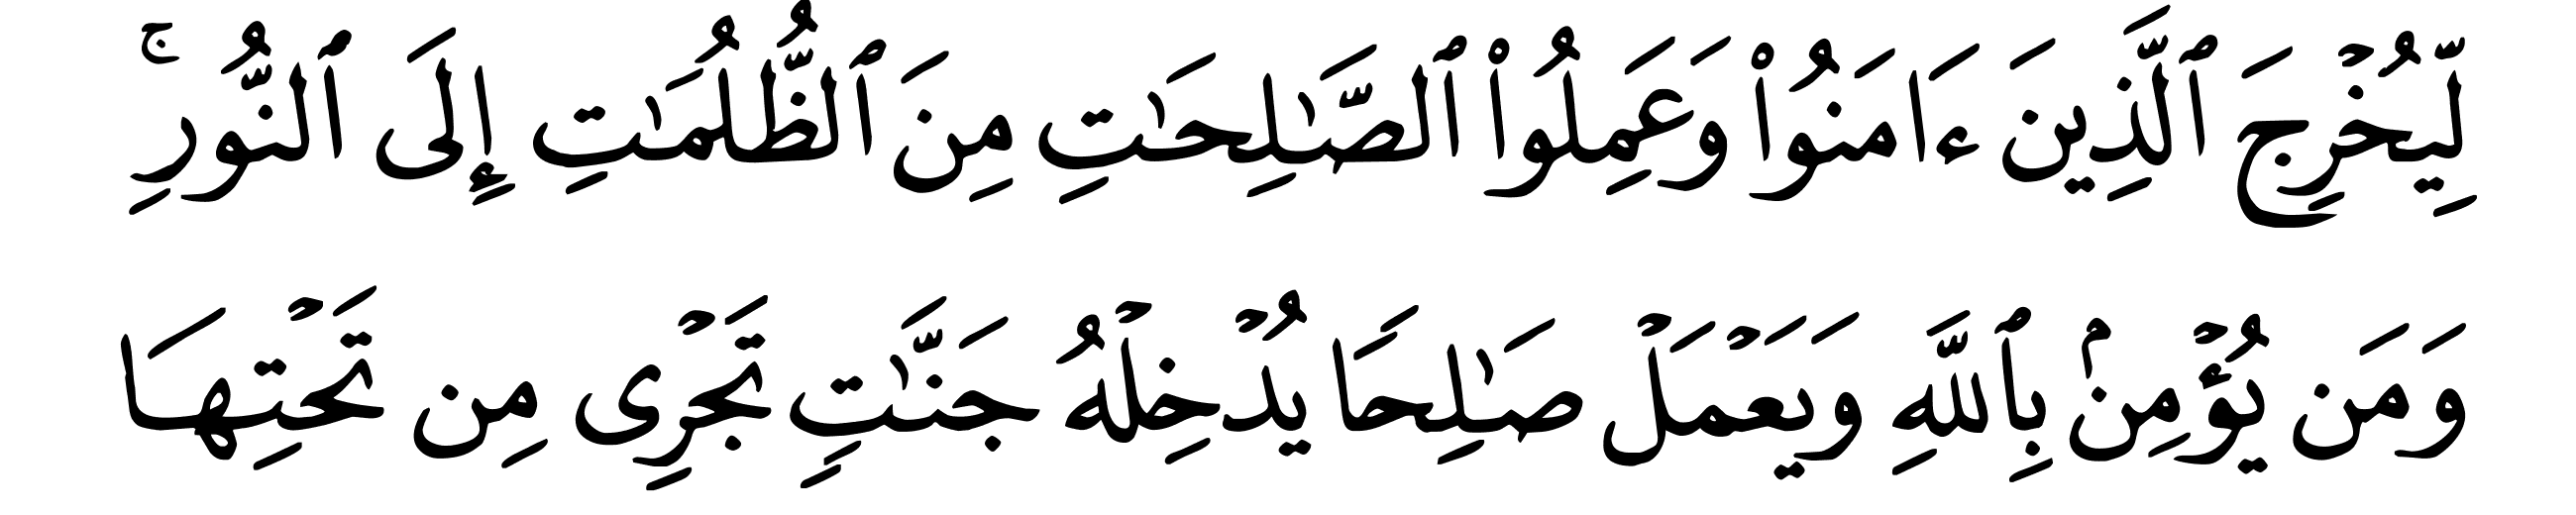 لِّيُخۡرِجَ ٱلَّذِينَ ءَامَنُواْ وَعَمِلُواْ ٱلصَّٰلِحَٰتِ مِنَ ٱلظُّلُمَٰتِ إِلَى ٱلنُّورِۚ
وَمَن يُؤۡمِنۢ بِٱللَّهِ وَيَعۡمَلۡ صَٰلِحٗا يُدۡخِلۡهُ جَنَّٰتٖ تَجۡرِي مِن تَحۡتِهَا